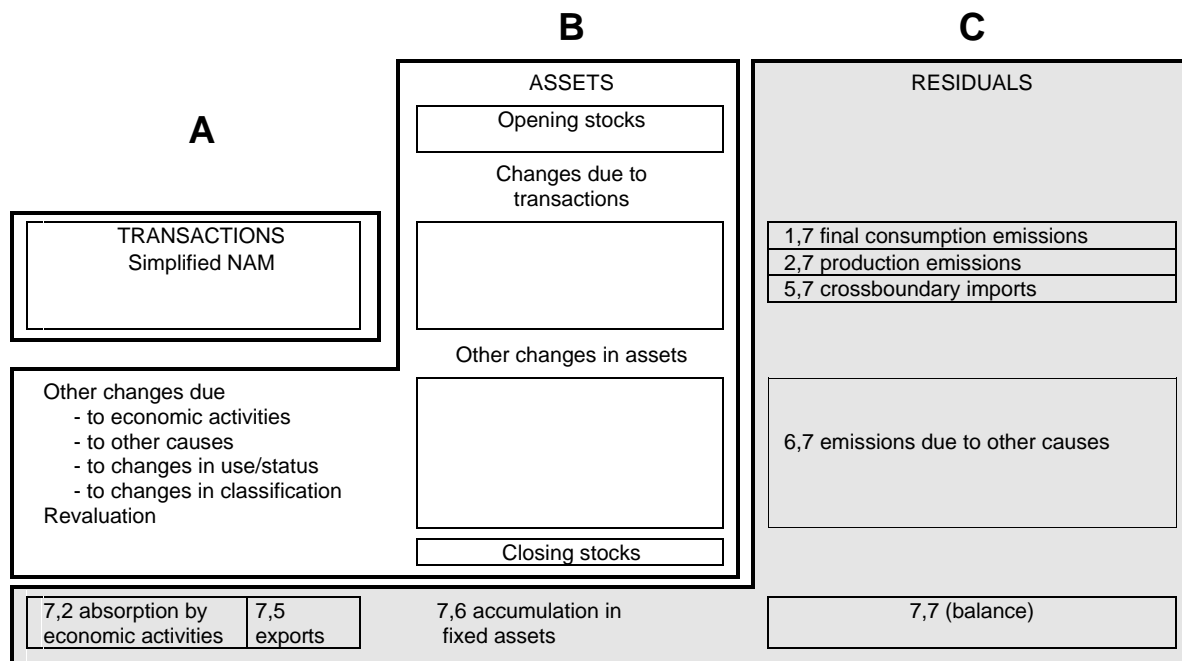 B
C
A
ASSETS
Opening stocks
Changes due to
transactions
RESIDUALS
TRANSACTIONS
Simplified NAM
1,7 final consumption emissions
2,7 production emissions
5,7 crossboundary imports
Other changes in assets
Other changes due
- to economic activities
- to other causes
- to changes in use/status
- to changes in classification
Revaluation
6,7 emissions due to other causes
Closing stocks
7,2 absorption by
economic activities
7,5
exports
7,6 accumulation in
fixed assets
7,7 (balance)